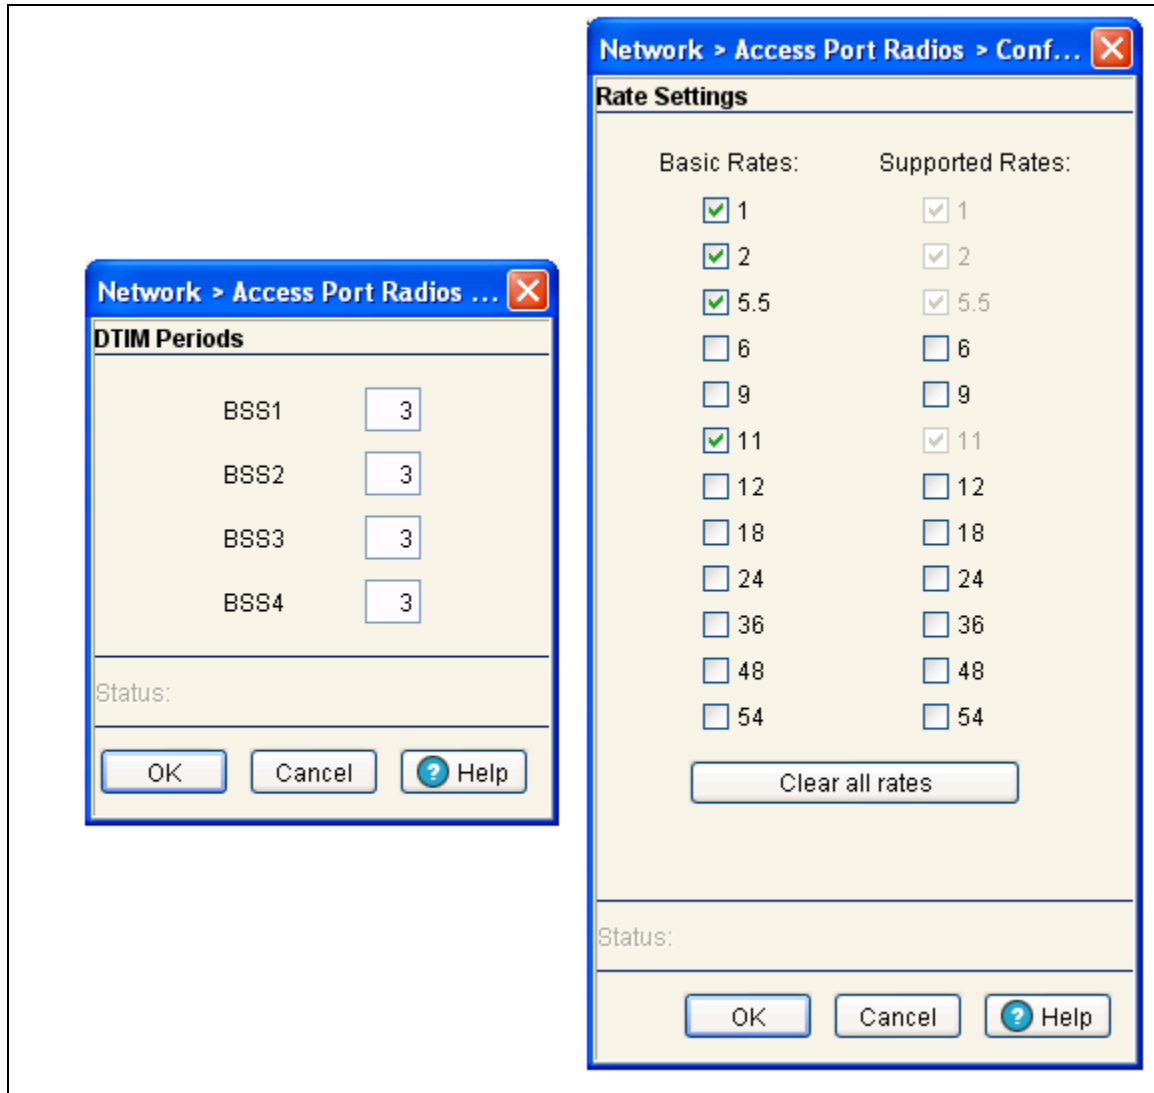 Network > Access Port Radios ...
DTIM Periods
BSS1 3
BSS2 3
BSS3 3
BSS4 3
Status:
OK Cancel ? Help
Network > Access Port Radios > Conf...
Rate Settings
Basic Rates: Supported Rates:
1 1
2 2
5.5 5.5
6 6
9 9
11 11
12 12
18 18
24 24
36 36
48 48
54 54
Clear all rates
Status:
OK Cancel ? Help